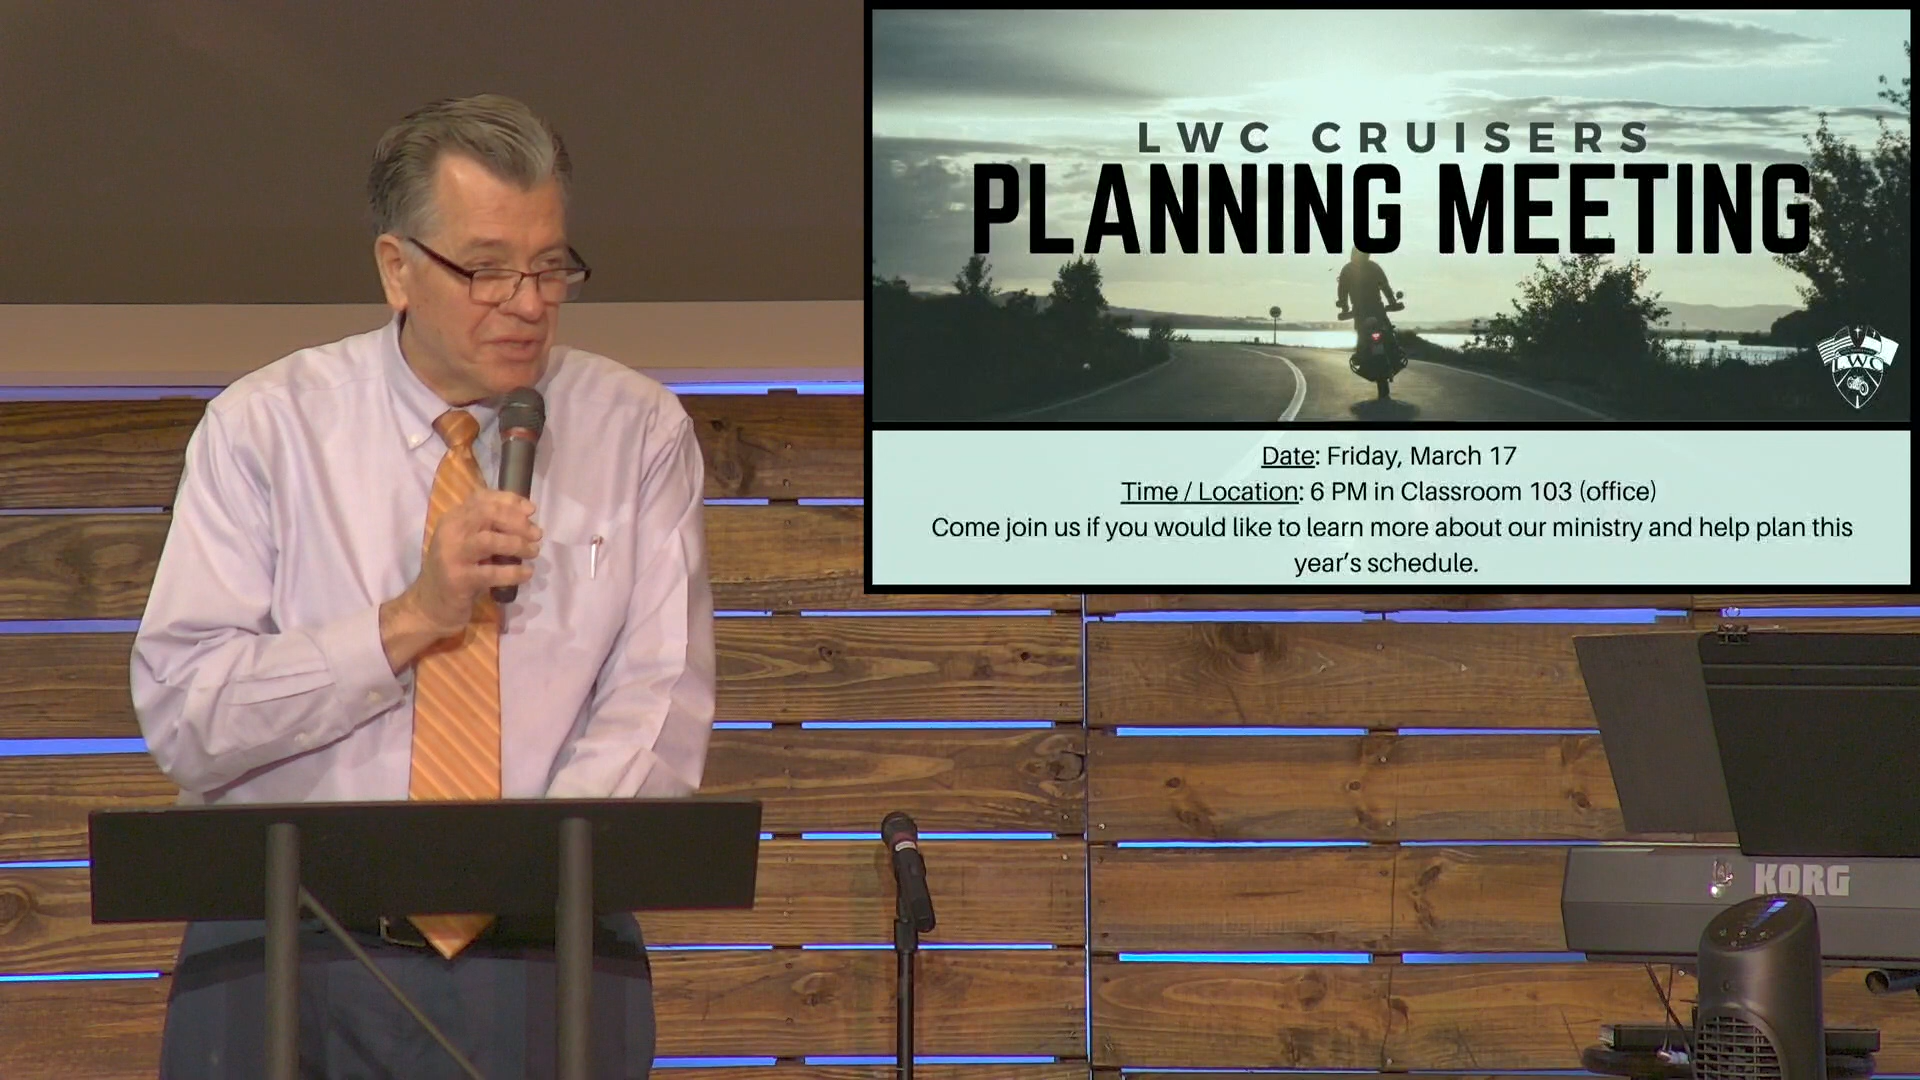 LWC CRUISERS
PLANNING MEETING
LWC
Date: Friday, March 17
Time / Location: 6 PM in Classroom 103 (office)
Come join us if you would like to learn more about our ministry and help plan this
year's schedule.
KORG